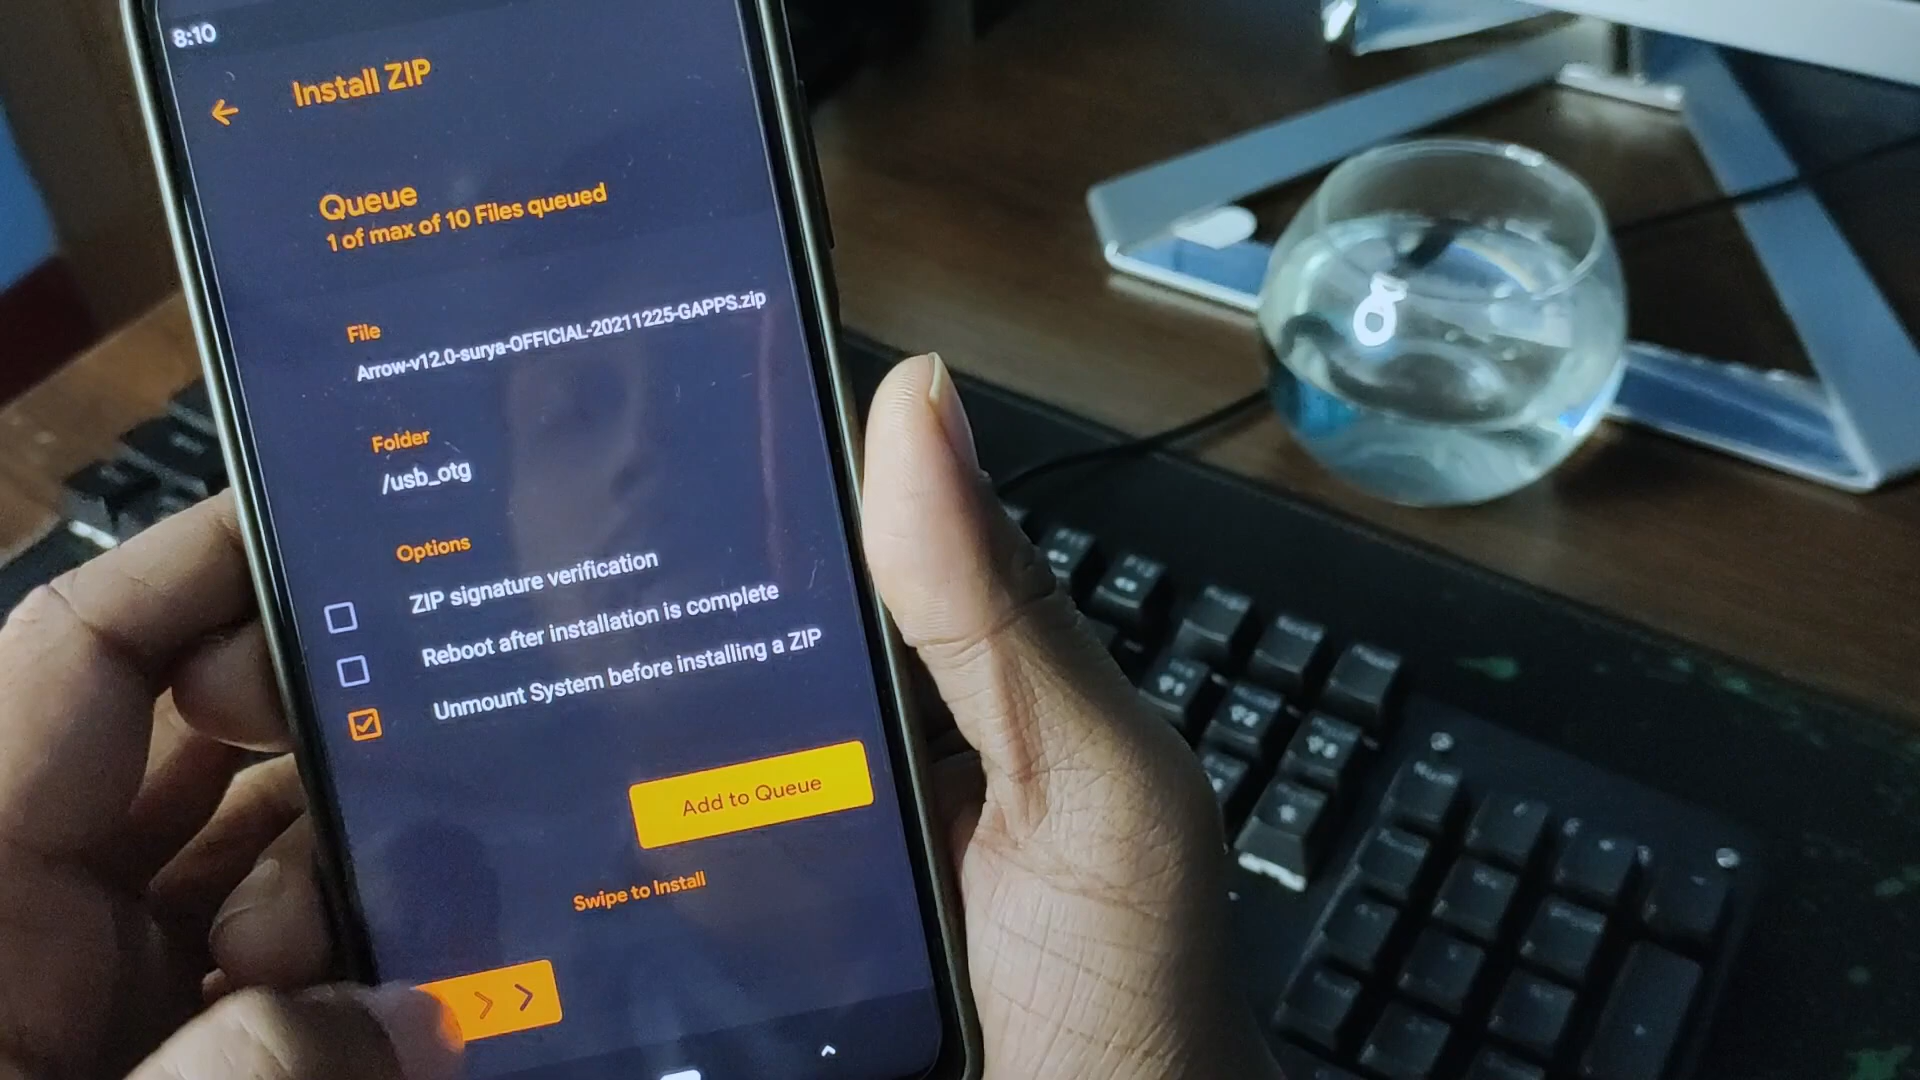 8:10
Install ZIP
Queue
1 of max of 10 Files queued
File
Arrow-v12.0-surya-OFFICIAL-20211225-GAPPS.zip
Folder
/usb_otg
Options
ZIP signature verification
Reboot after installation is complete
Unmount System before installing a ZIP
Add to Queue
Swipe to Install